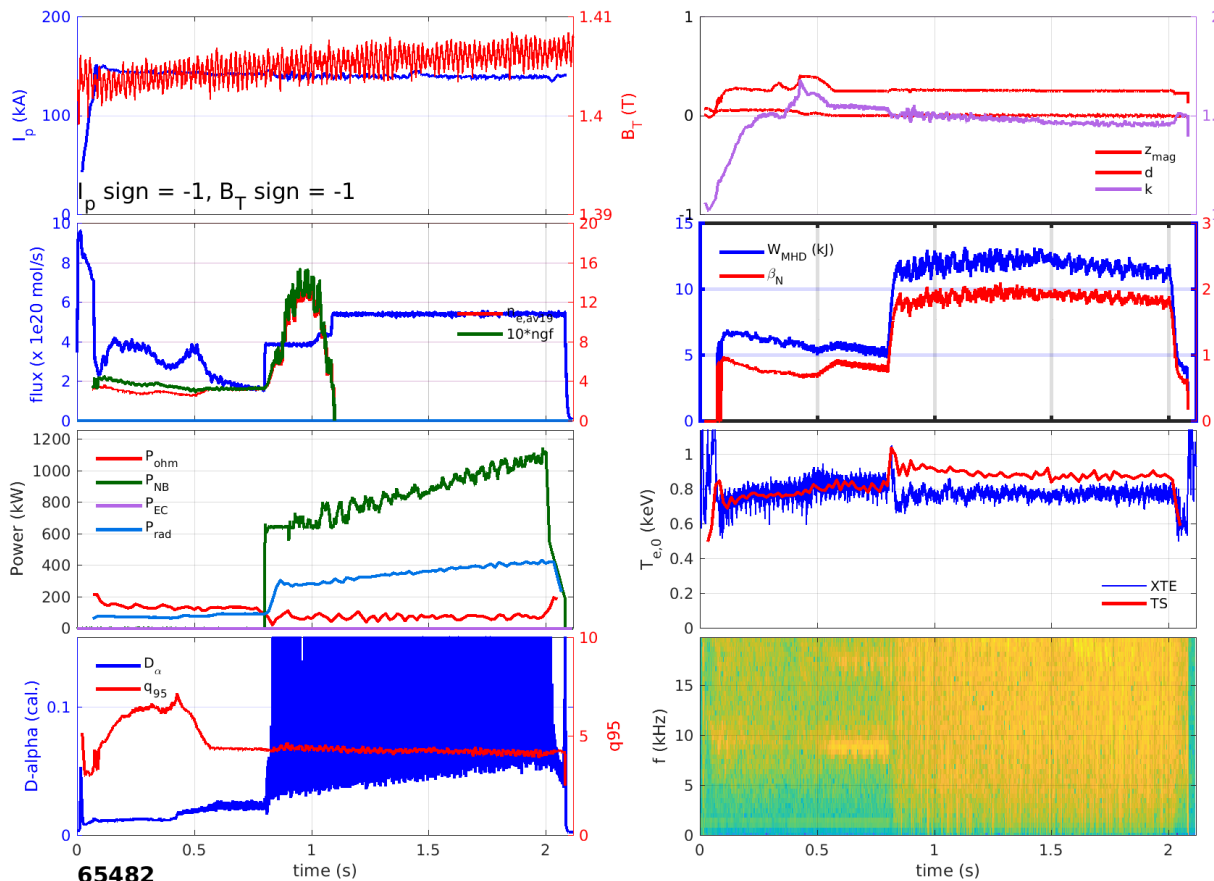 200
100
0
I_p (kA)
1.41
1.4
1.39
B_T (T)
I_p sign = -1, B_T sign = -1
1
0
-1
z_mag
d
k
10
8
6
4
2
0
flux (x 1e20 mol/s)
20
16
12
8
4
0
10*ngf
15
10
5
0
W_MHD (kJ)
β_N
3
2
1
0
1200
1000
800
600
400
200
0
Power (kW)
P_ohm
P_NB
P_EC
P_rad
1
0.8
0.6
0.4
0.2
0
T_e,0 (keV)
XTE
TS
0.1
0
D-alpha (cal.)
D_α
q_95
10
5
0
q95
0 0.5 1 1.5 2
time (s)
15
10
5
0
f (kHz)
0 0.5 1 1.5 2
time (s)
65482